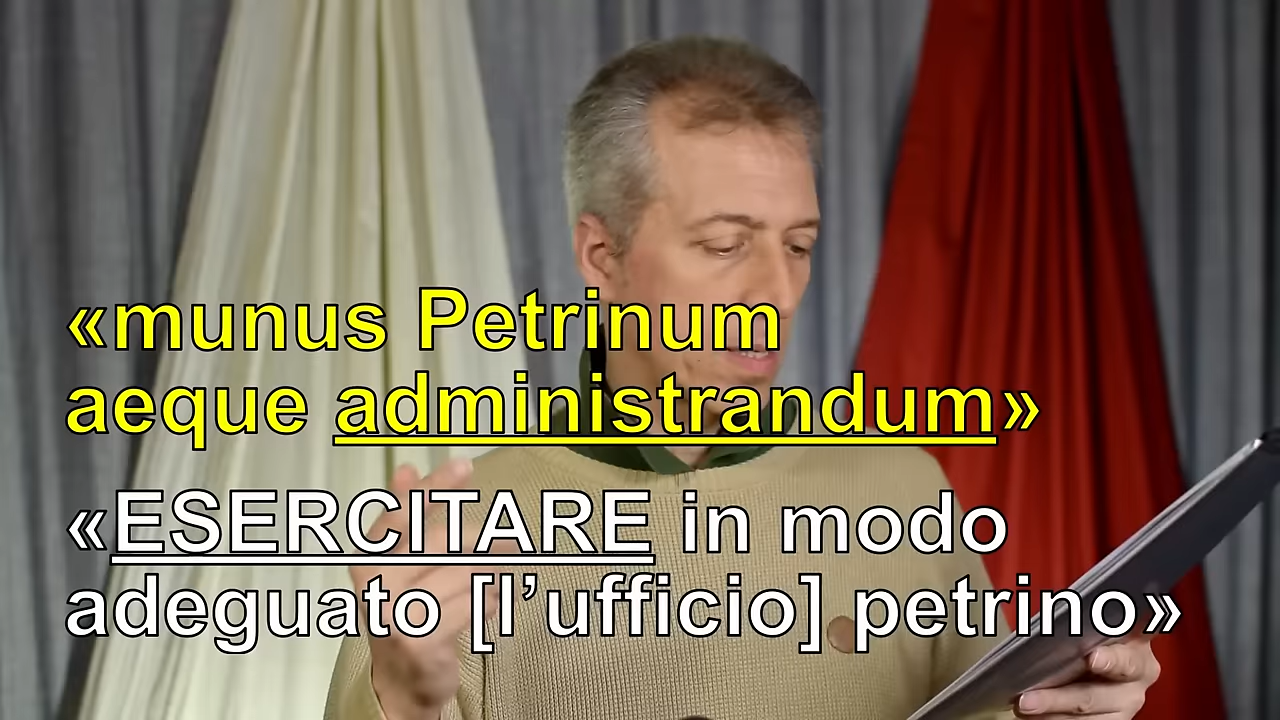 «munus Petrinum
aeque administrandum»
«ESERCITARE in modo
adeguato [l’ufficio] petrino»